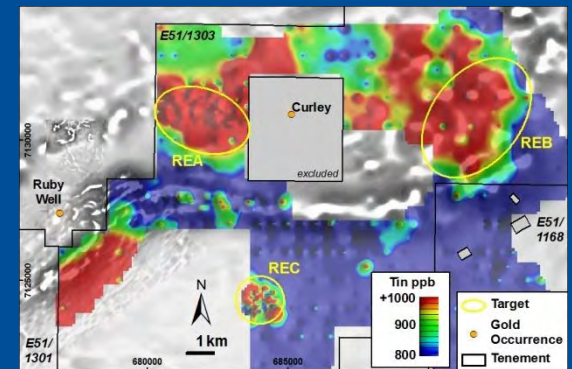 E51/1303
Curley
7130000
REA
excluded
REB
Ruby
Well
E51/
1168
REC
7125000
N
1 km
E51/
1301
680000
685000
Tin ppb
+1000
900
800
Target
Gold
Occurrence
Tenement